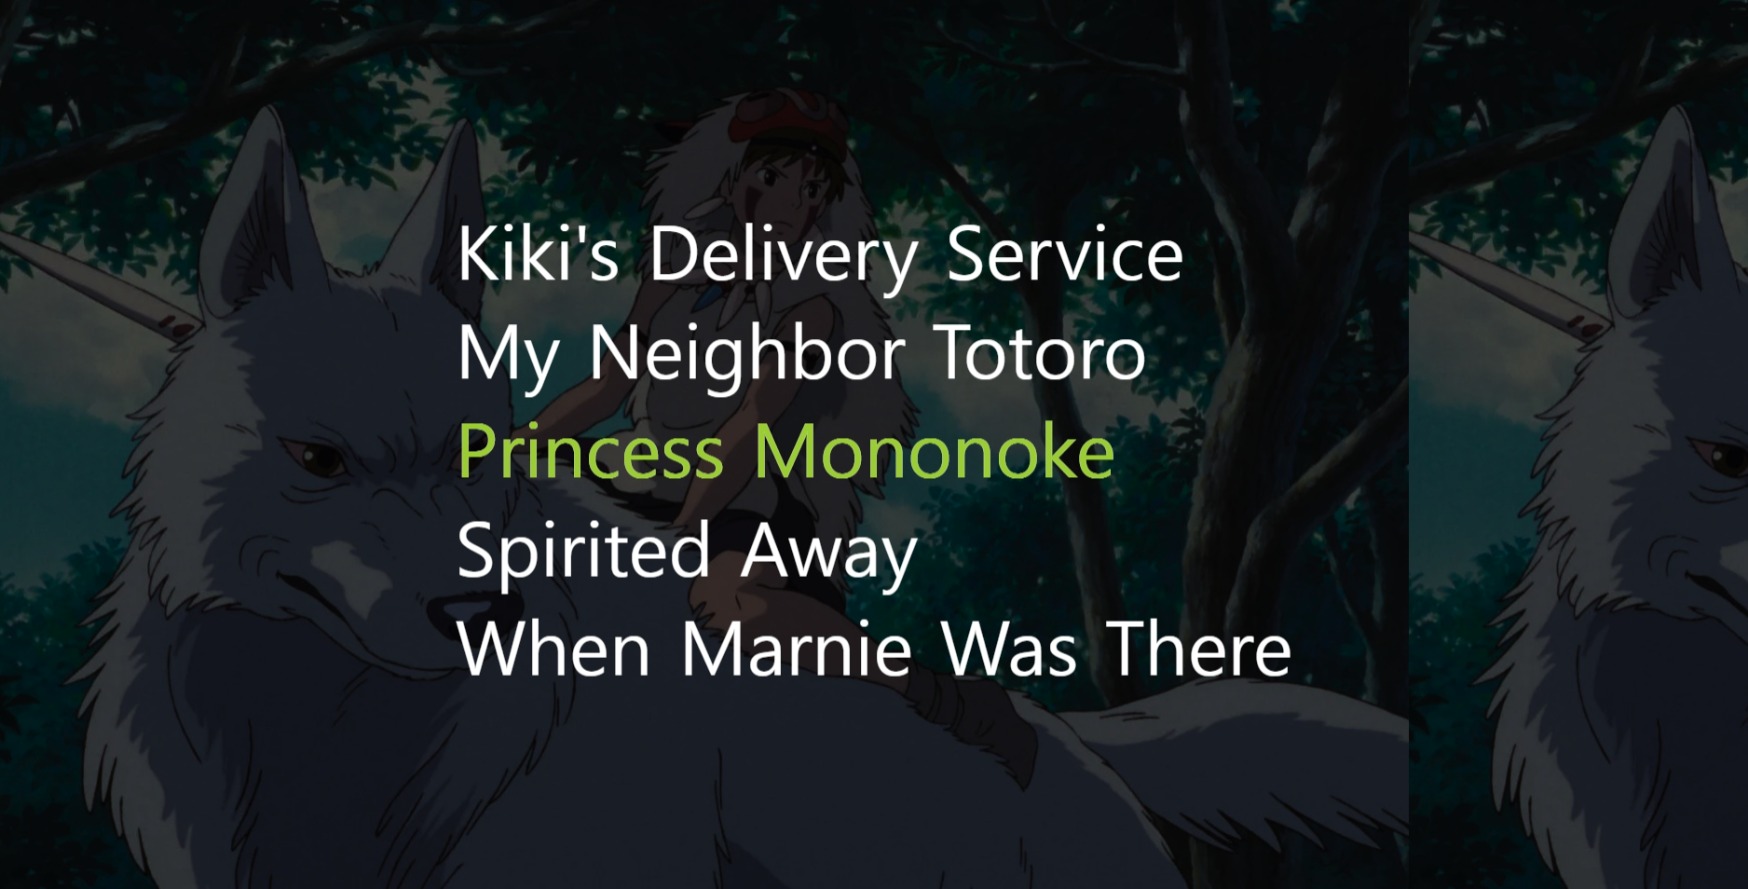 Kiki's Delivery Service
My Neighbor Totoro
Princess Mononoke
Spirited Away
When Marnie Was There